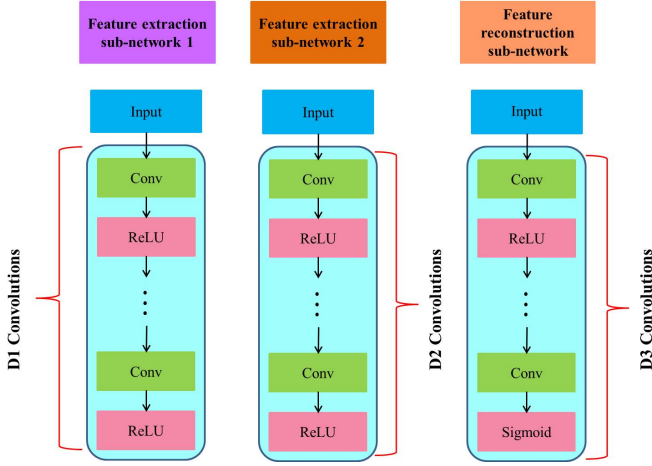 Feature extraction
sub-network 1
Feature extraction
sub-network 2
Feature
reconstruction
sub-network
Input
Input
Input
D1 Convolutions
Conv
ReLU
Conv
ReLU
Conv
ReLU
Conv
ReLU
D2 Convolutions
Conv
ReLU
Conv
Sigmoid
D3 Convolutions